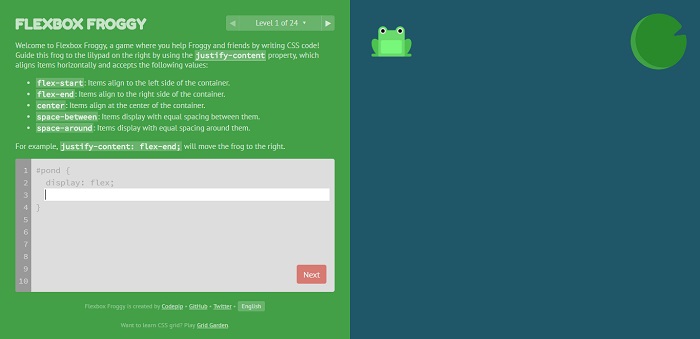 FLEXBOX FROGGY
◀ Level 1 of 24 ▾ ▶
Welcome to Flexbox Froggy, a game where you help Froggy and friends by writing CSS code!
Guide this frog to the lilypad on the right by using the justify-content property, which
aligns items horizontally and accepts the following values:
• flex-start: Items align to the left side of the container.
• flex-end: Items align to the right side of the container.
• center: Items align at the center of the container.
• space-between: Items display with equal spacing between them.
• space-around: Items display with equal spacing around them.
For example, justify-content: flex-end; will move the frog to the right.
1 #pond {
2 display: flex;
3
4 }
5
6
7
8
9
10
Next
Flexbox Froggy is created by Codepip • GitHub • Twitter • English
Want to learn CSS grid? Play Grid Garden.